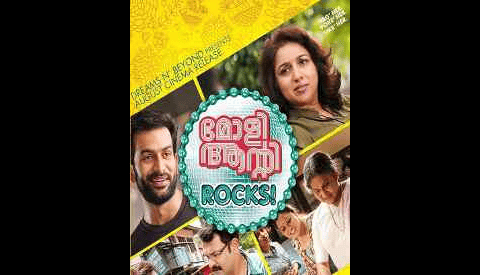 DREAMS N' BEYOND PRESENTS
AUGUST CINEMA RELEASE
മോളി
ആന്റി
ROCKS!